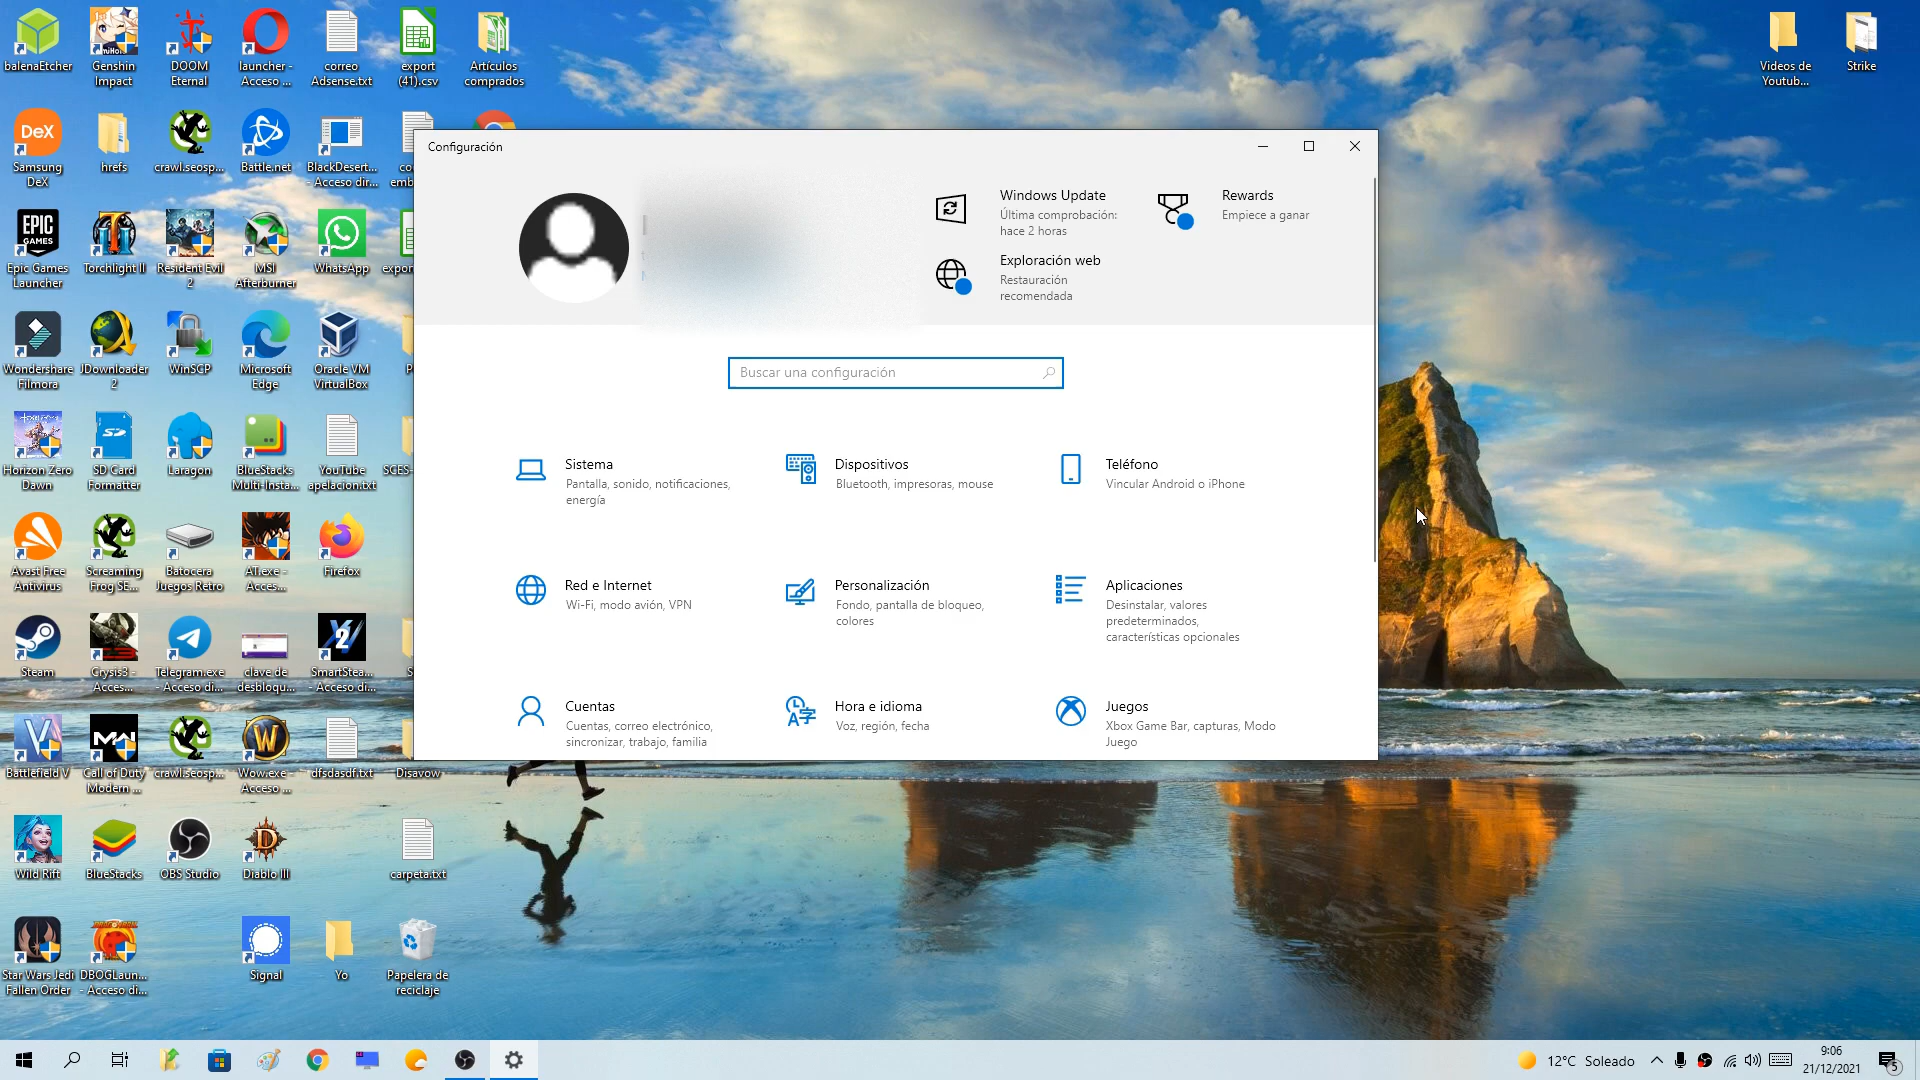 balenaEtcher
Genshin
Impact
DOOM
Eternal
launcher -
Acceso ...
correo
Adsense.txt
export
(41).csv
Artículos
comprados
Videos de
Youtub...
Strike
DeX
Samsung
DeX
hrefs
crawl.seosp...
Battle.net
BlackDesert...
- Acceso dir...
EPIC
GAMES
Epic Games
Launcher
Torchlight II
Resident Evil
2
MSI
Afterburner
WhatsApp
Wondershare
Filmora
JDownloader
2
WinSCP
Microsoft
Edge
Oracle VM
VirtualBox
Horizon Zero
Dawn
SD Card
Formatter
Laragon
BlueStacks
Multi-Insta...
YouTube
apelacion.txt
SCES-
Avast Free
Antivirus
Screaming
Frog SE...
Batocera
Juegos Retro
AT.exe -
Acces...
Firefox
Steam
Crysis3 -
Acces...
Telegram.exe
- Acceso di...
clave de
desbloqu...
SmartStea...
- Acceso di...
Battlefield V
Call of Duty
Modern ...
crawl.seosp...
Wow.exe -
Acceso ...
dfsdasdf.txt
Disavow
Wild Rift
BlueStacks
OBS Studio
Diablo III
carpeta.txt
Star Wars Jedi
Fallen Order
DBOGLaun...
- Acceso di...
Signal
Yo
Papelera de
reciclaje
Configuración
Windows Update
Última comprobación:
hace 2 horas
Rewards
Empiece a ganar
Exploración web
Restauración
recomendada
Buscar una configuración
Sistema
Pantalla, sonido, notificaciones,
energía
Dispositivos
Bluetooth, impresoras, mouse
Teléfono
Vincular Android o iPhone
Red e Internet
Wi-Fi, modo avión, VPN
Personalización
Fondo, pantalla de bloqueo,
colores
Aplicaciones
Desinstalar, valores
predeterminados,
características opcionales
Cuentas
Cuentas, correo electrónico,
sincronizar, trabajo, familia
Hora e idioma
Voz, región, fecha
Juegos
Xbox Game Bar, capturas, Modo
Juego
12°C Soleado
9:06
21/12/2021
5